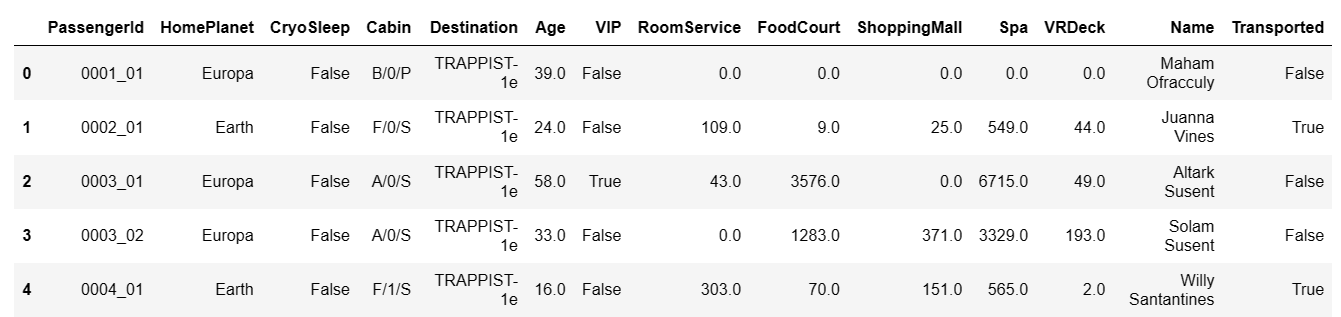 PassengerId HomePlanet CryoSleep Cabin Destination Age VIP RoomService FoodCourt ShoppingMall Spa VRDeck Name Transported
0 0001_01 Europa False B/0/P TRAPPIST-1e 39.0 False 0.0 0.0 0.0 0.0 0.0 Maham Ofracculy False
1 0002_01 Earth False F/0/S TRAPPIST-1e 24.0 False 109.0 9.0 25.0 549.0 44.0 Juanna Vines True
2 0003_01 Europa False A/0/S TRAPPIST-1e 58.0 True 43.0 3576.0 0.0 6715.0 49.0 Altark Susent False
3 0003_02 Europa False A/0/S TRAPPIST-1e 33.0 False 0.0 1283.0 371.0 3329.0 193.0 Solam Susent False
4 0004_01 Earth False F/1/S TRAPPIST-1e 16.0 False 303.0 70.0 151.0 565.0 2.0 Willy Santantines True